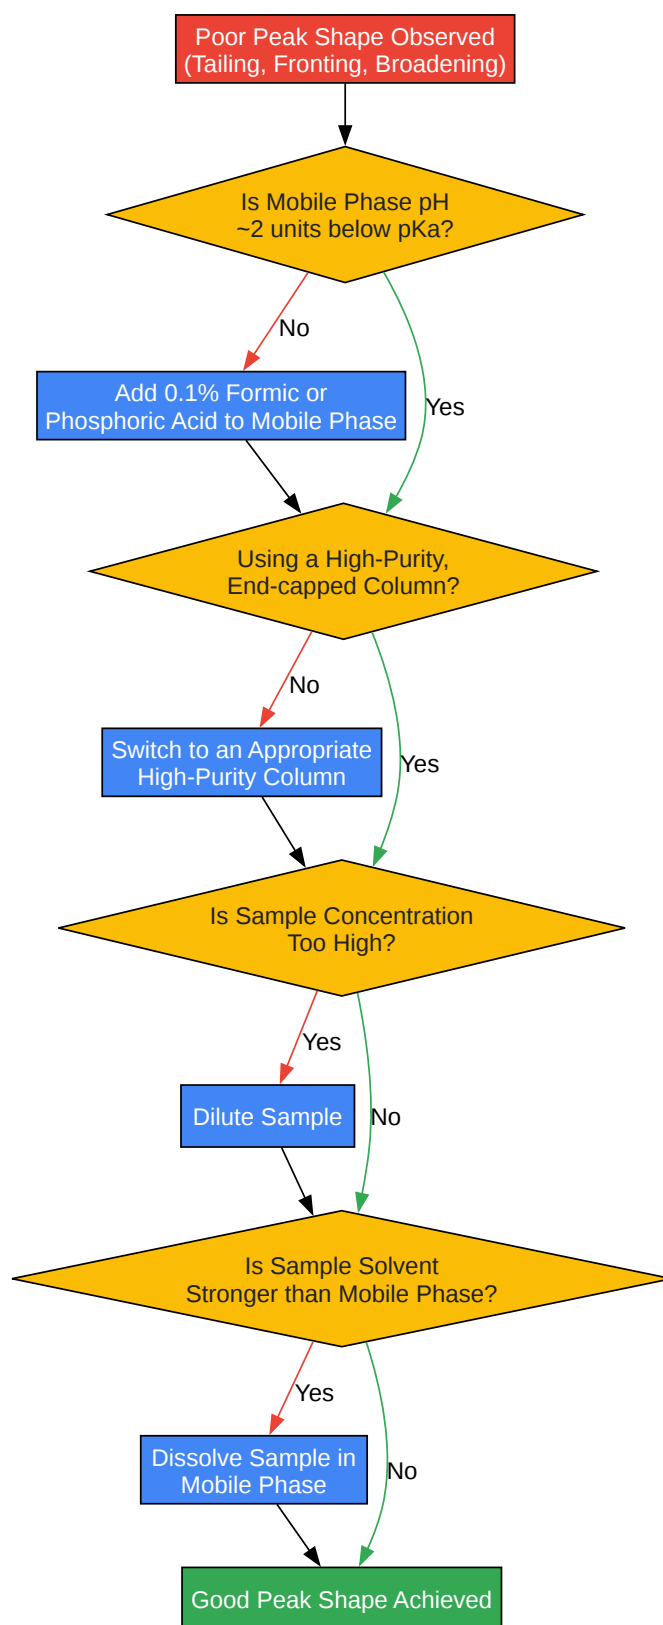 Poor Peak Shape Observed
(Tailing, Fronting, Broadening)
Is Mobile Phase pH
~2 units below pKa?
No
Yes
Add 0.1% Formic or
Phosphoric Acid to Mobile Phase
Using a High-Purity,
End-capped Column?
No
Yes
Switch to an Appropriate
High-Purity Column
Is Sample Concentration
Too High?
Yes
No
Dilute Sample
Is Sample Solvent
Stronger than Mobile Phase?
Yes
No
Dissolve Sample in
Mobile Phase
Good Peak Shape Achieved